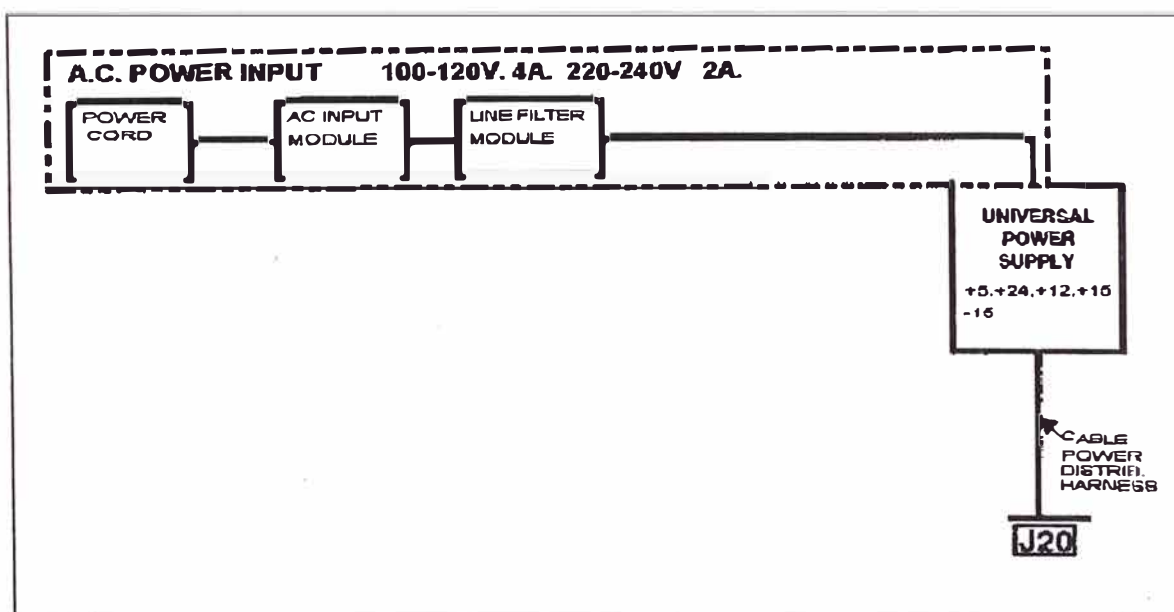 A.C. POWER INPUT 100-120V. 4A. 220-240V 2A.
POWER
CORD
AC INPUT
MODULE
LINE FILTER
MODULE
UNIVERSAL
POWER
SUPPLY
+5.+24.+12.+15
-15
CABLE
POWER
DISTRIB.
HARNESS
J20